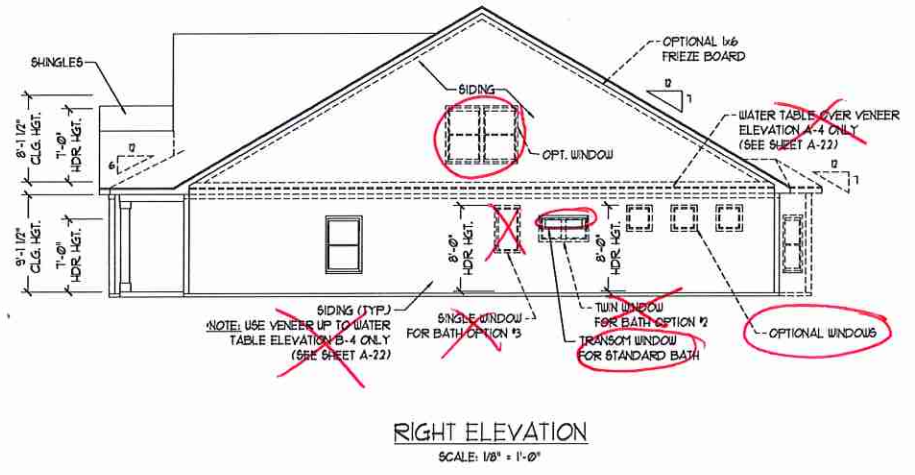 SHINGLES
OPTIONAL 1x6
FRIEZE BOARD
SIDING
12
7
WATER TABLE OVER VENEER
ELEVATION A-4 ONLY
(SEE SHEET A-22)
8'-1 1/2"
CLG. HGT.
7'-0"
HDR. HGT.
12
6
OPT. WINDOW
12
7
9'-1 1/2"
CLG. HGT.
7'-0"
HDR. HGT.
8'-0"
HDR. HGT.
8'-0"
HDR. HGT.
SIDING (TYP.)
NOTE: USE VENEER UP TO WATER
TABLE ELEVATION B-4 ONLY
(SEE SHEET A-22)
SINGLE WINDOW
FOR BATH OPTION #3
TWIN WINDOW
FOR BATH OPTION #2
TRANSOM WINDOW
FOR STANDARD BATH
OPTIONAL WINDOWS
RIGHT ELEVATION
SCALE: 1/8" = 1'-0"